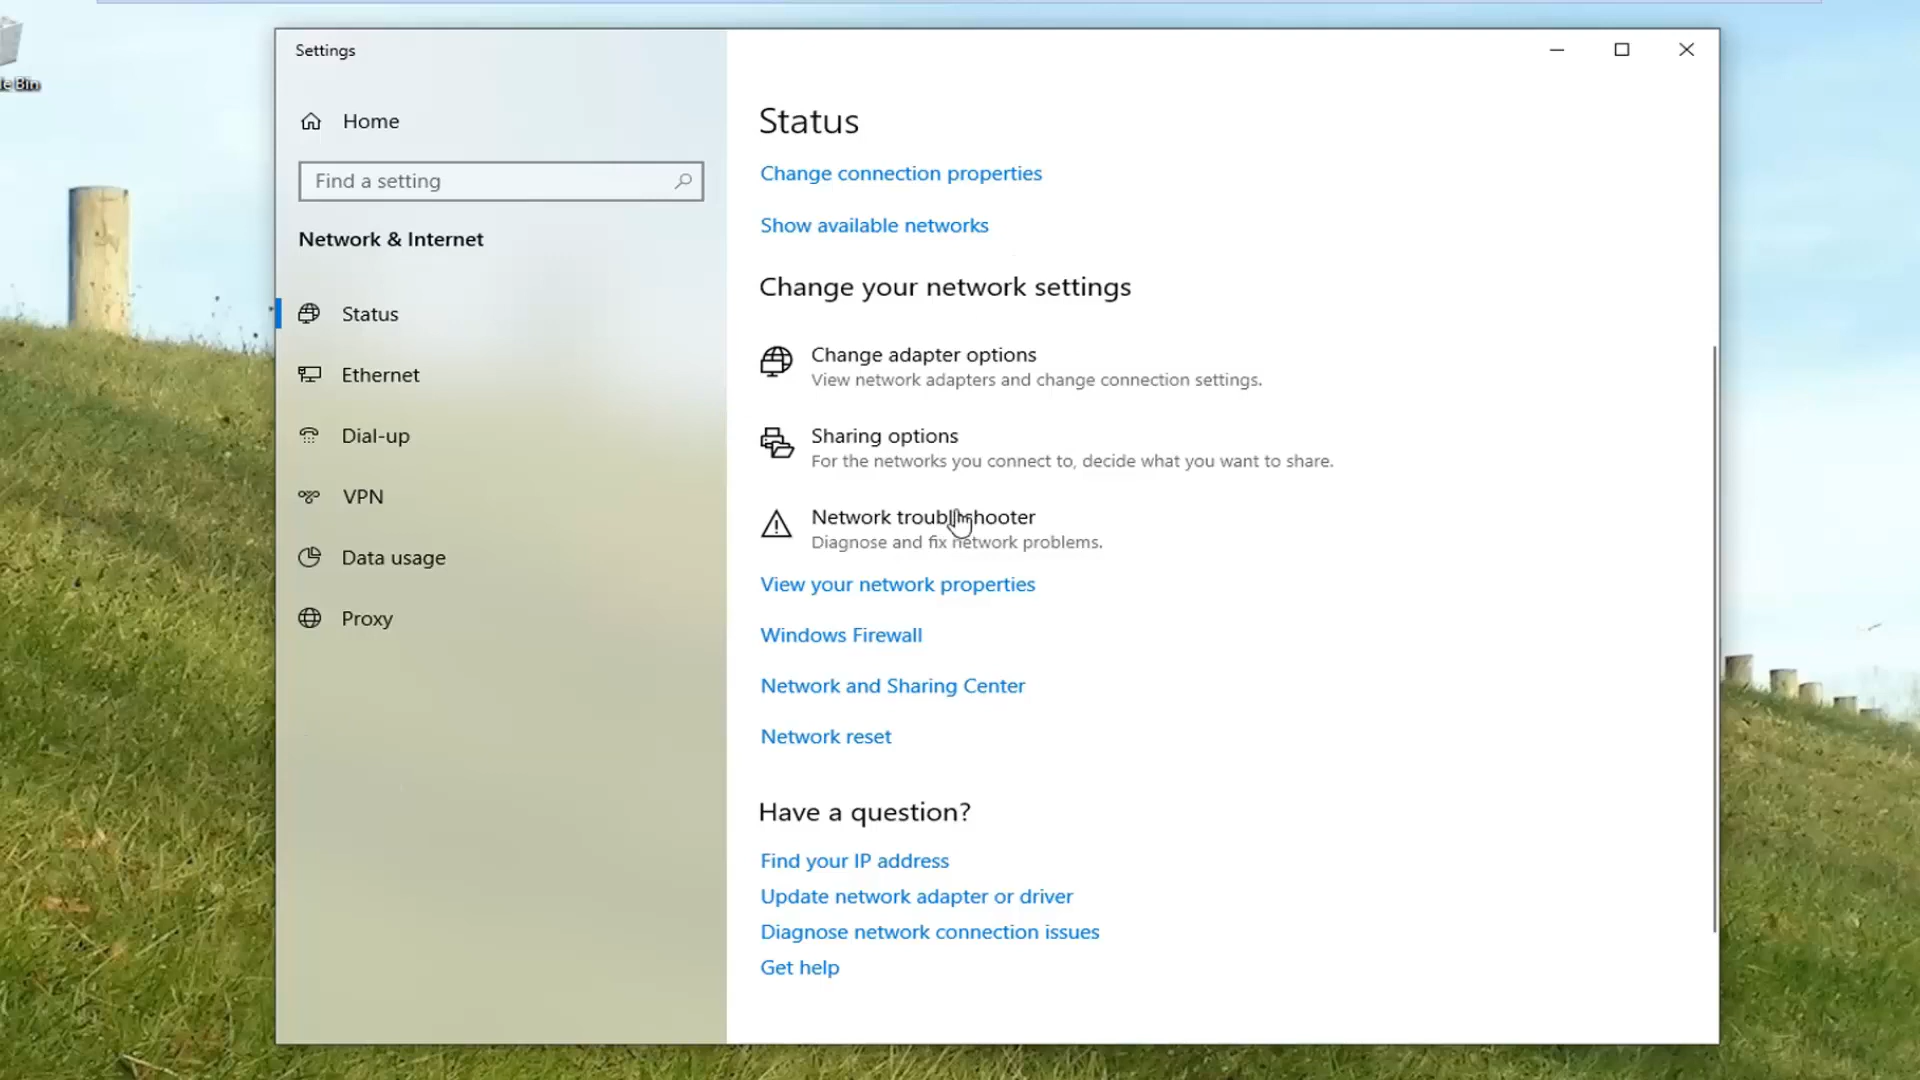 le Bin
Settings
Home
Find a setting
Network & Internet
Status
Ethernet
Dial-up
VPN
Data usage
Proxy
Status
Change connection properties
Show available networks
Change your network settings
Change adapter options
View network adapters and change connection settings.
Sharing options
For the networks you connect to, decide what you want to share.
Network troubleshooter
Diagnose and fix network problems.
View your network properties
Windows Firewall
Network and Sharing Center
Network reset
Have a question?
Find your IP address
Update network adapter or driver
Diagnose network connection issues
Get help